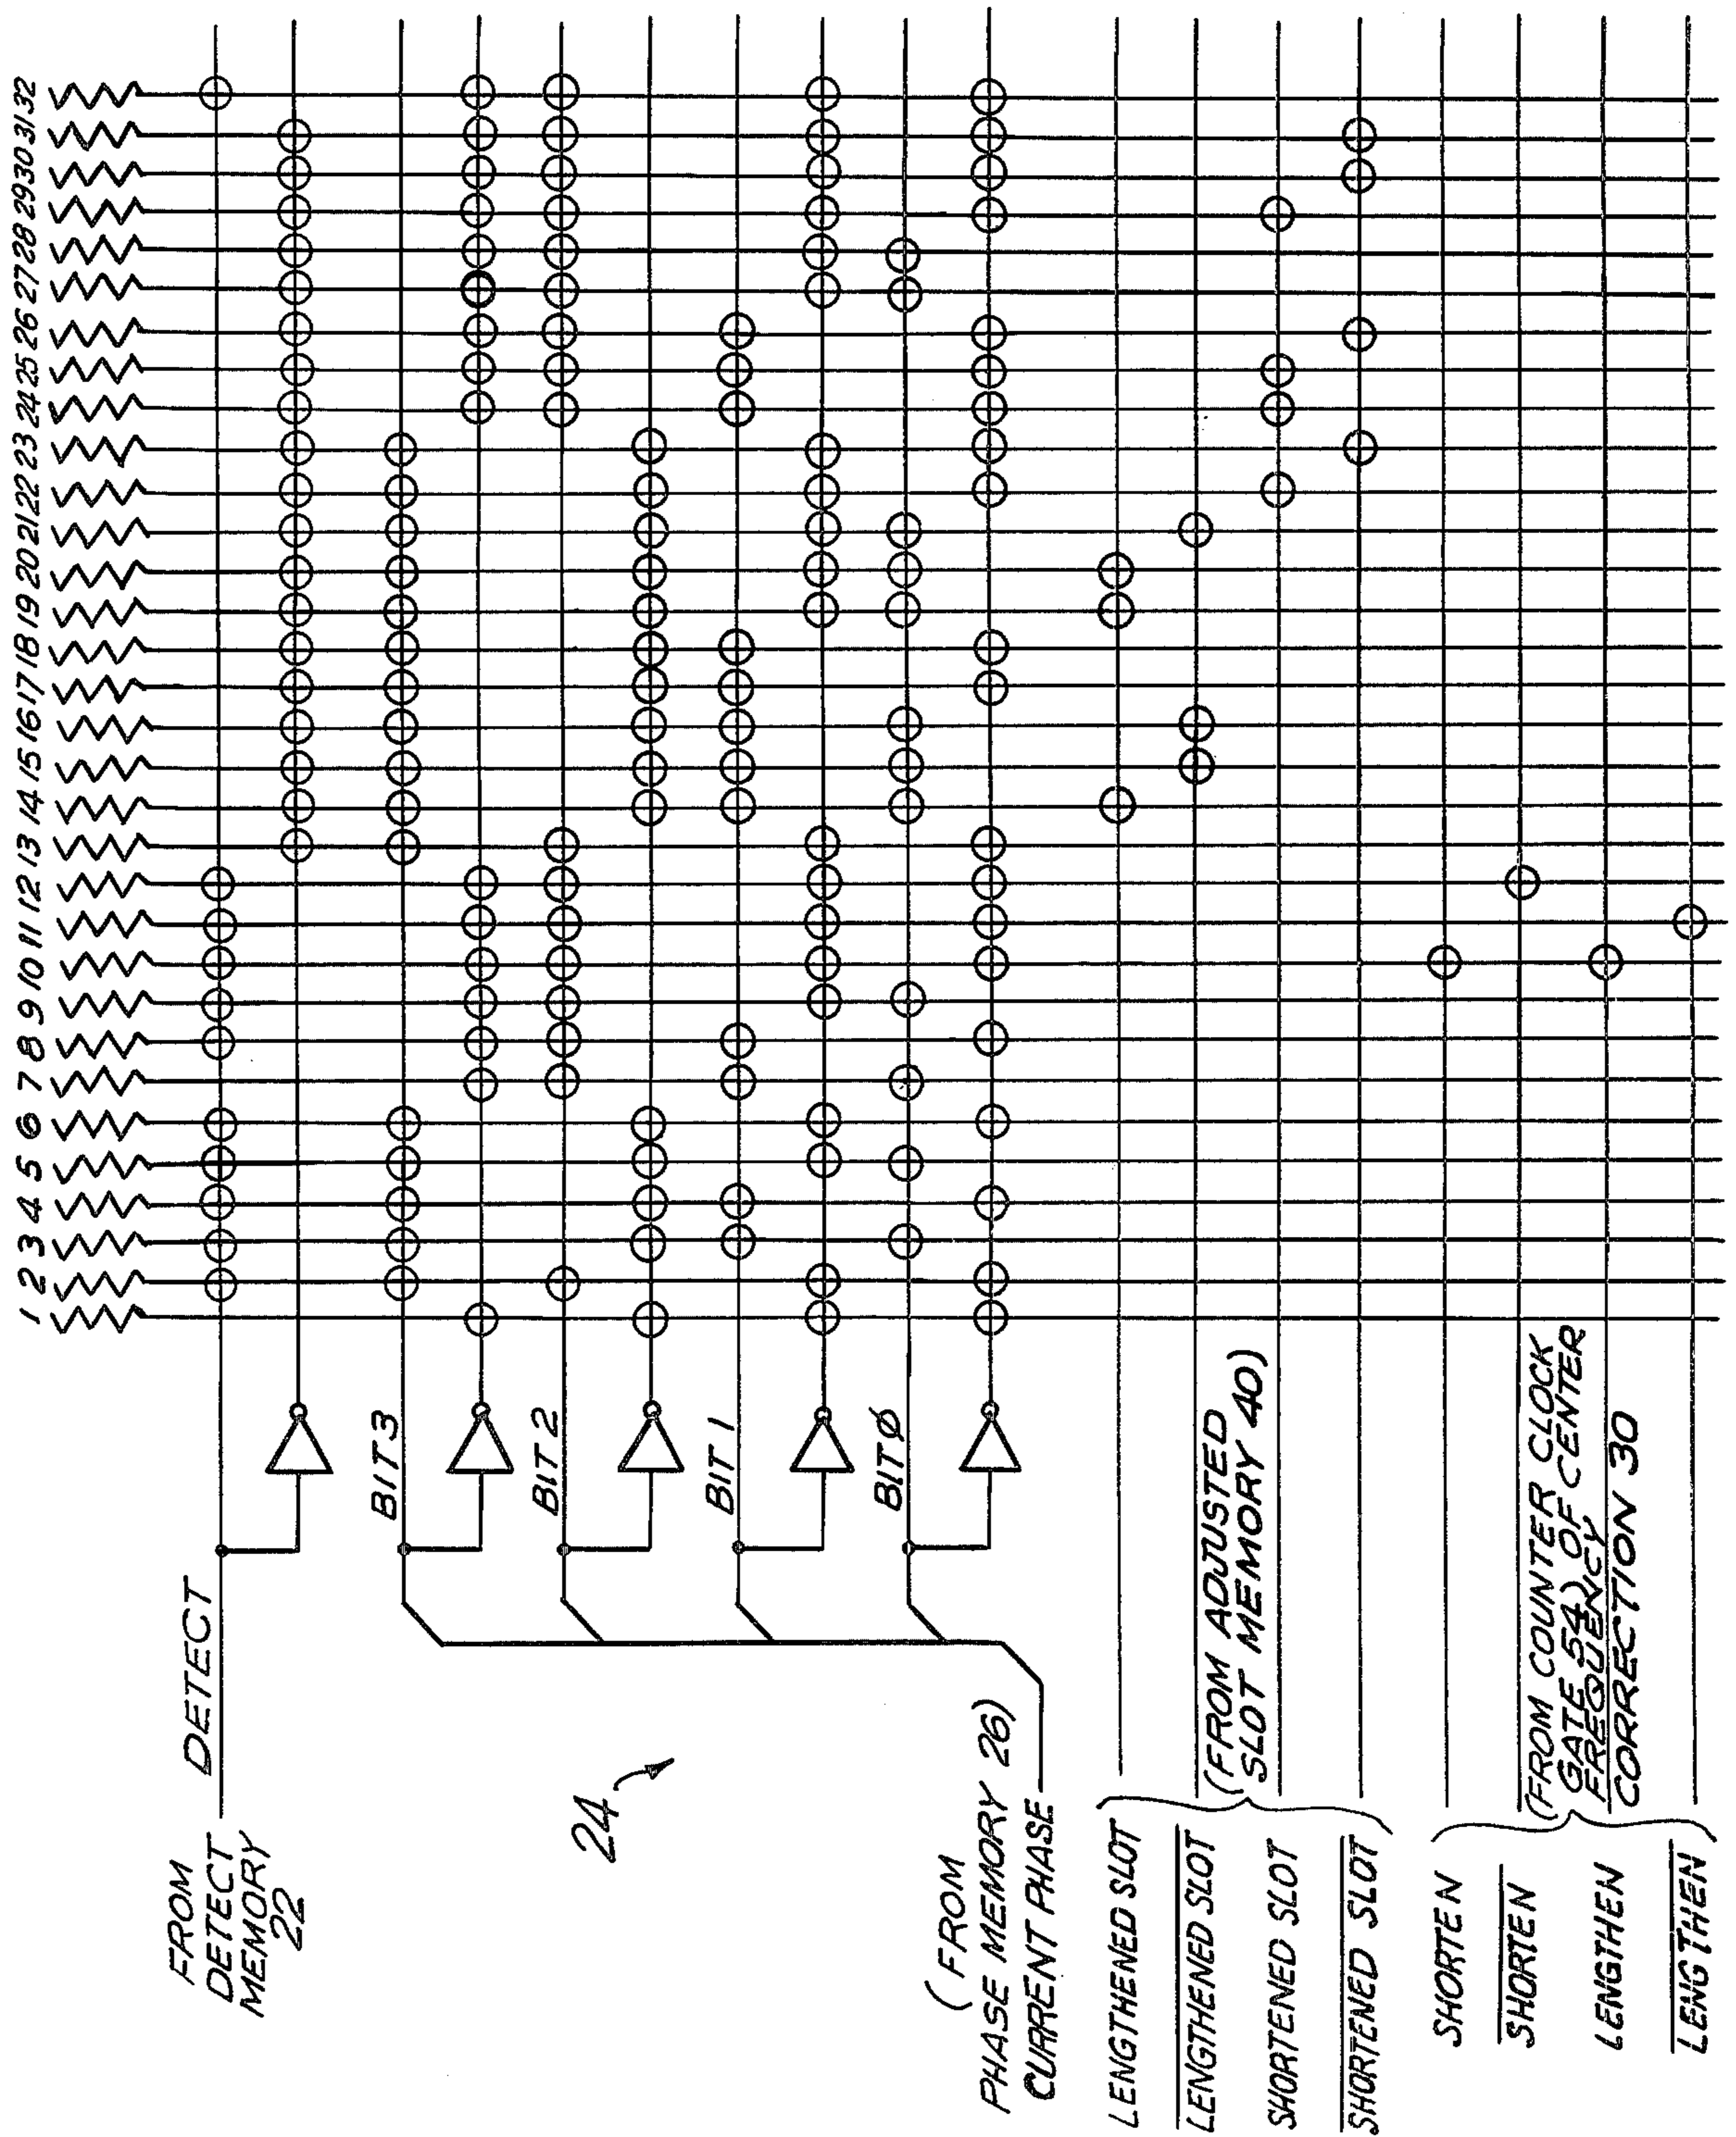 1 2 3 4 5 6 7 8 9 10 11 12 13 14 15 16 17 18 19 20 21 22 23 24 25 26 27 28 29 30 31 32
FROM
DETECT
MEMORY
22
DETECT
BIT 3
BIT 2
BIT 1
BIT Ø
24
(FROM
PHASE MEMORY 26)
CURRENT PHASE
LENGTHENED SLOT
LENGTHENED SLOT
SHORTENED SLOT
SHORTENED SLOT
(FROM ADJUSTED
SLOT MEMORY 40)
SHORTEN
SHORTEN
LENGTHEN
LENGTHEN
(FROM COUNTER CLOCK
GATE 54) OF CENTER
FREQUENCY
CORRECTION 30